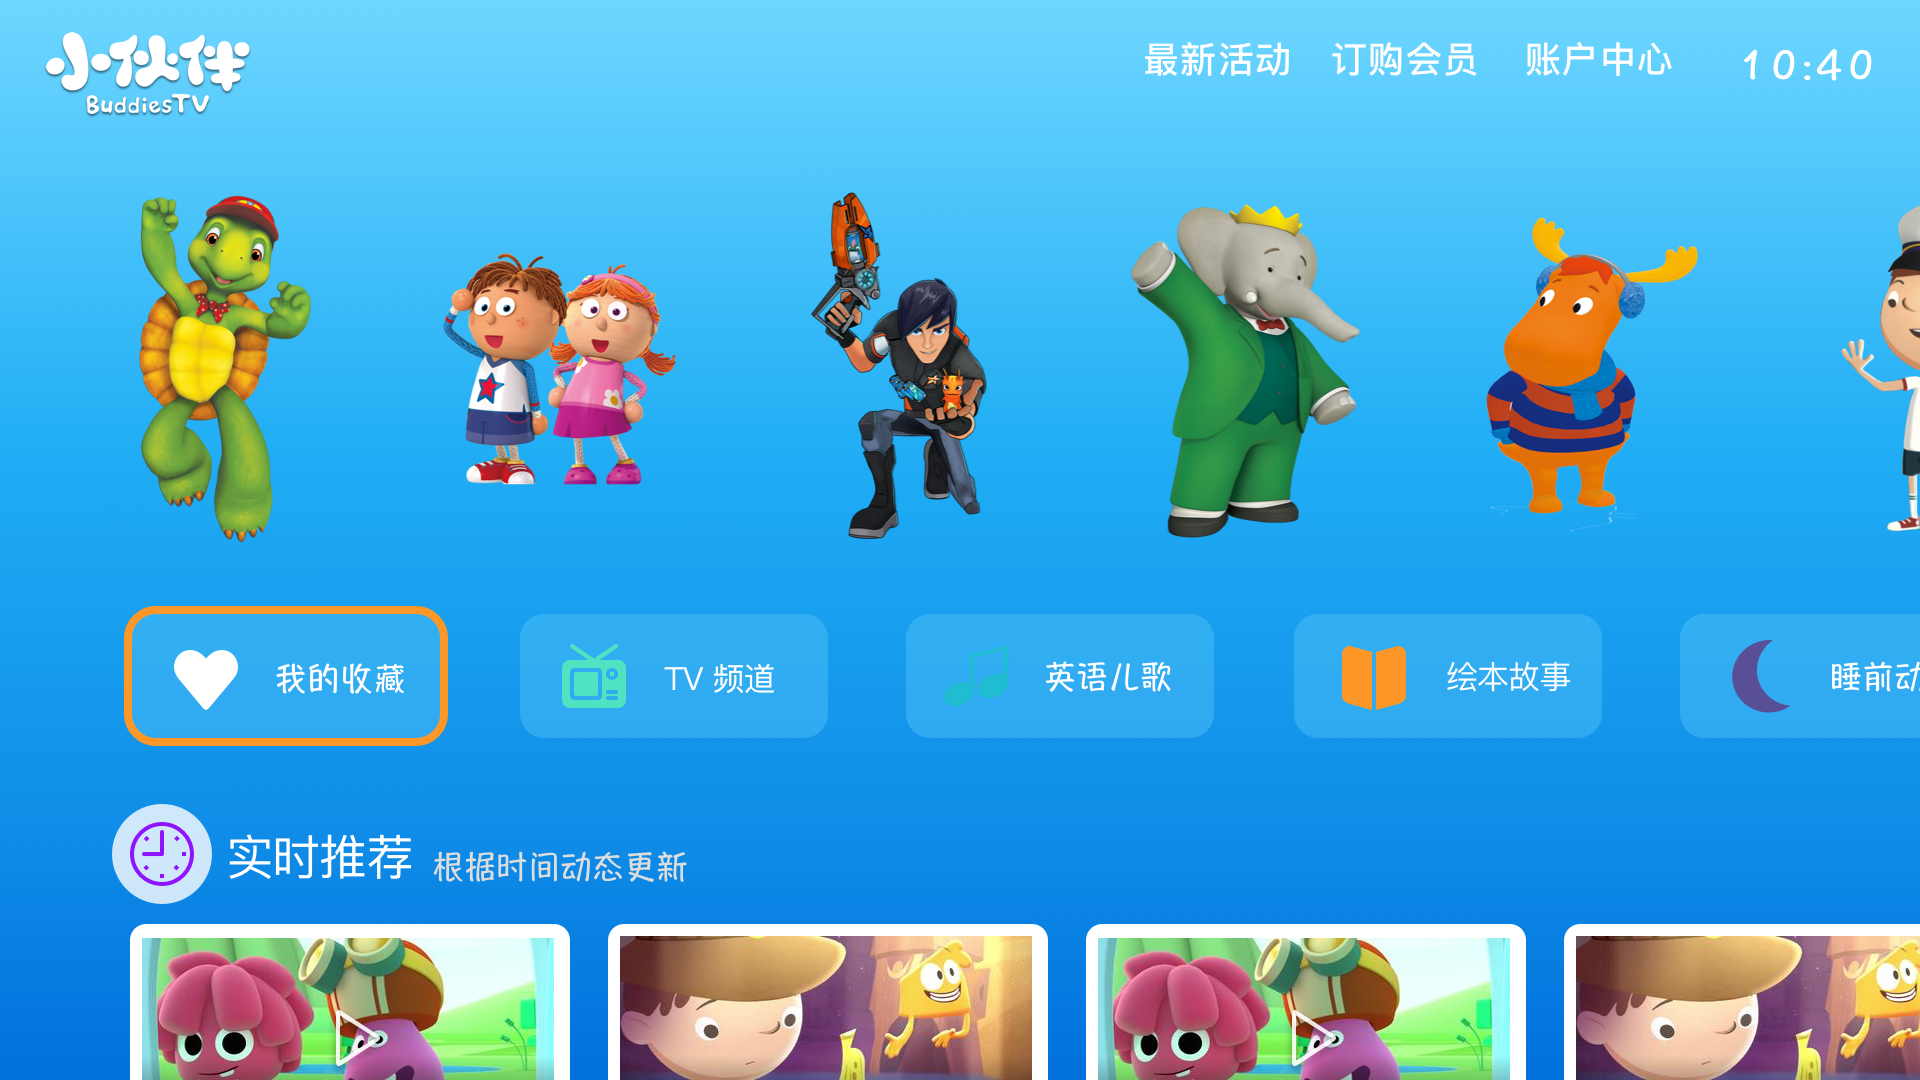 小伙伴
BuddiesTV
最新活动 订购会员 账户中心 10:40
我的收藏 TV 频道 英语儿歌 绘本故事 睡前动
实时推荐 根据时间动态更新